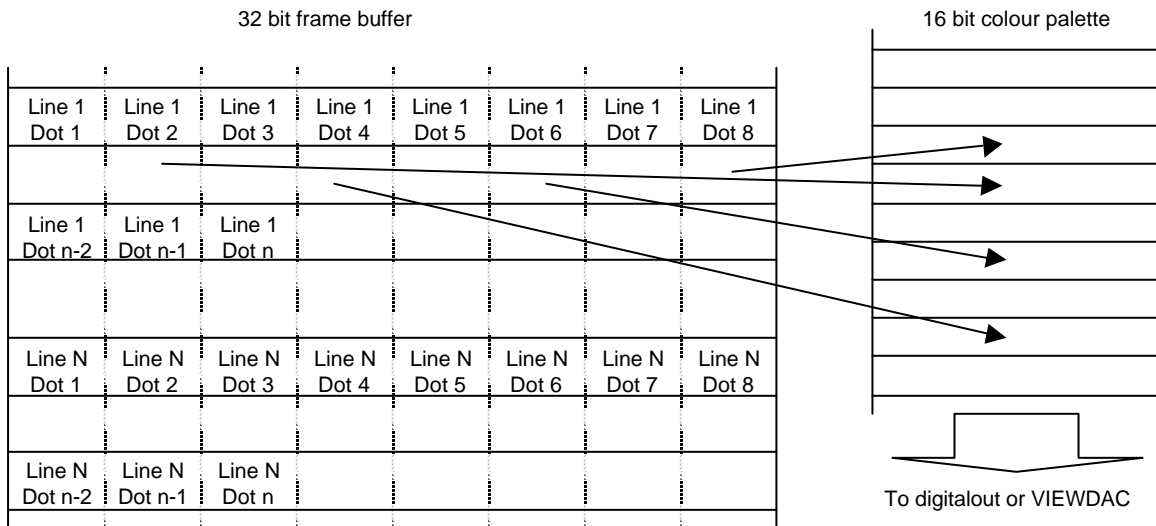 32 bit frame buffer
16 bit colour palette
Line 1 Line 1 Line 1 Line 1 Line 1 Line 1 Line 1 Line 1
Dot 1 Dot 2 Dot 3 Dot 4 Dot 5 Dot 6 Dot 7 Dot 8
Line 1 Line 1 Line 1
Dot n-2 Dot n-1 Dot n
Line N Line N Line N Line N Line N Line N Line N Line N
Dot 1 Dot 2 Dot 3 Dot 4 Dot 5 Dot 6 Dot 7 Dot 8
Line N Line N Line N
Dot n-2 Dot n-1 Dot n
To digitalout or VIEWDAC